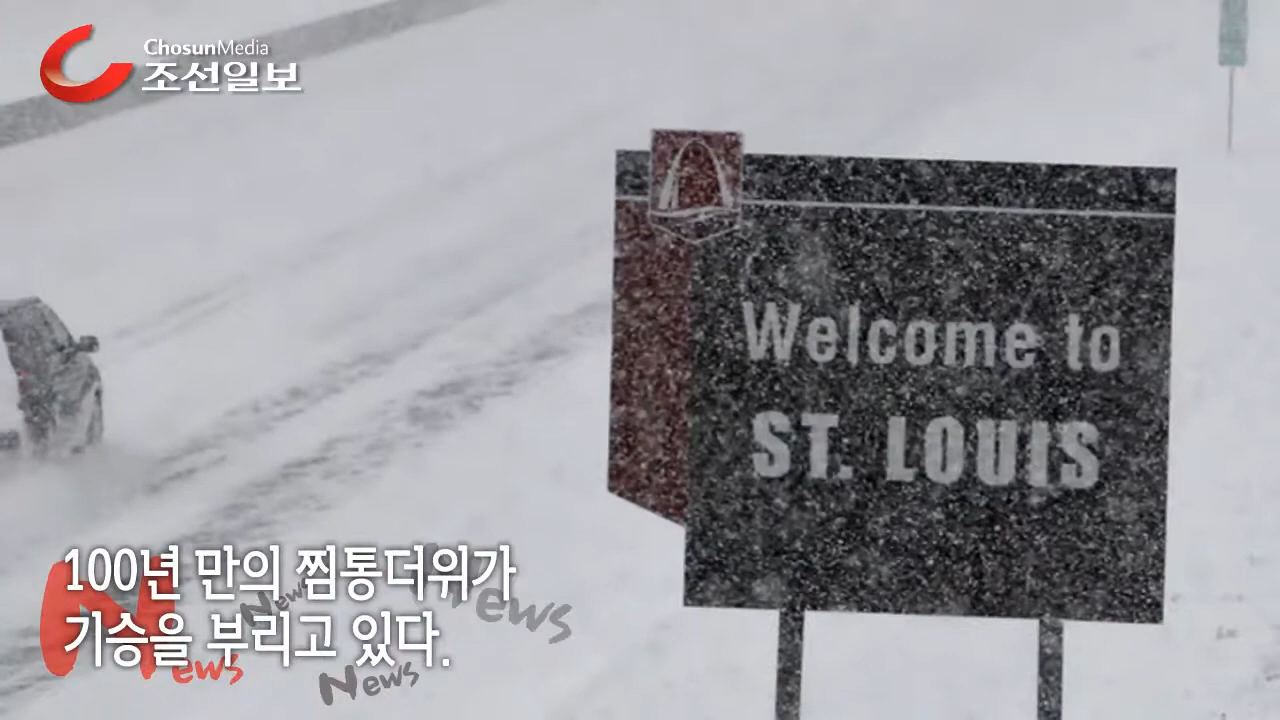 ChosunMedia
조선일보
Welcome to
ST. LOUIS
100년 만의 찜통더위가
기승을 부리고 있다.
News
News
News
News